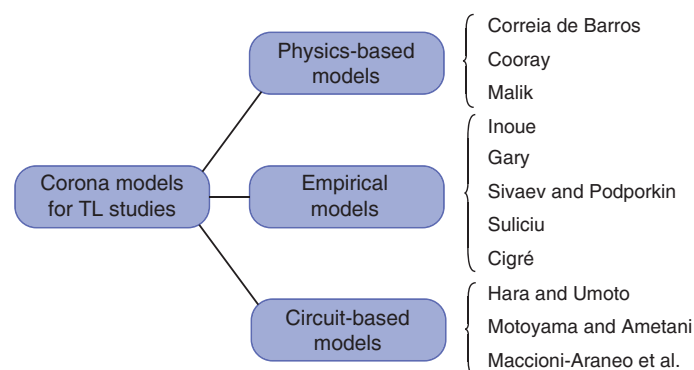 Corona models
for TL studies
Physics-based
models
Correia de Barros
Cooray
Malik
Empirical
models
Inoue
Gary
Sivaev and Podporkin
Suliciu
Cigré
Circuit-based
models
Hara and Umoto
Motoyama and Ametani
Maccioni-Araneo et al.